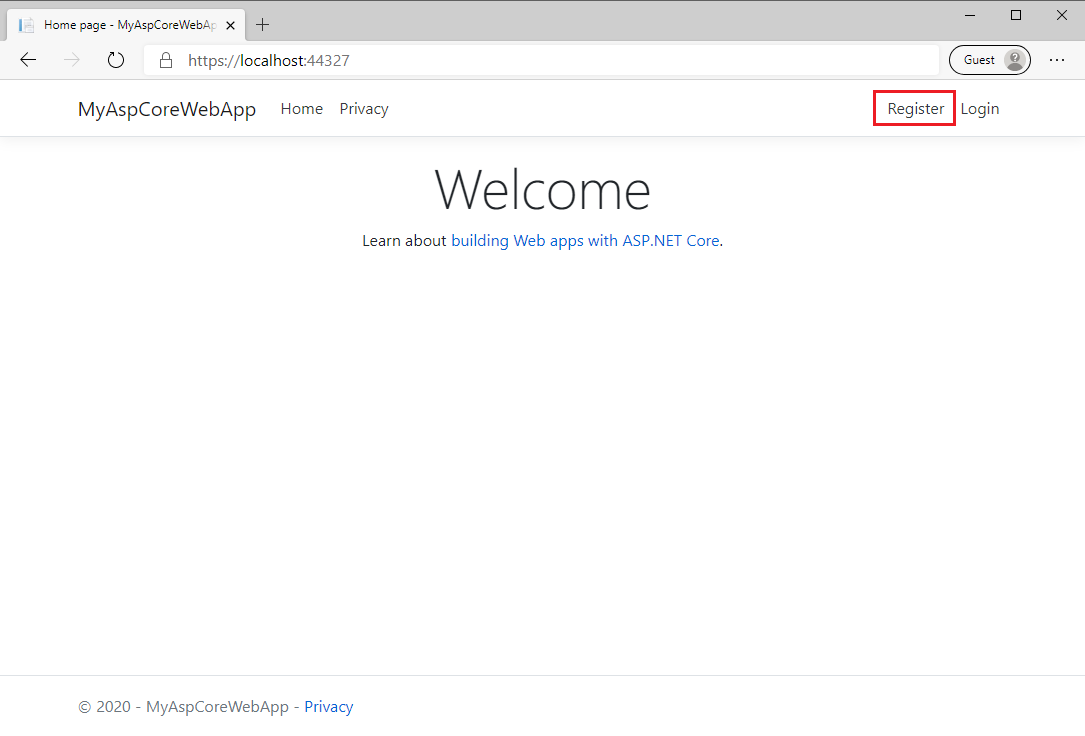 Home page - MyAspCoreWebAp
https://localhost:44327
Guest
MyAspCoreWebApp Home Privacy Register Login
Welcome
Learn about building Web apps with ASP.NET Core.
© 2020 - MyAspCoreWebApp - Privacy